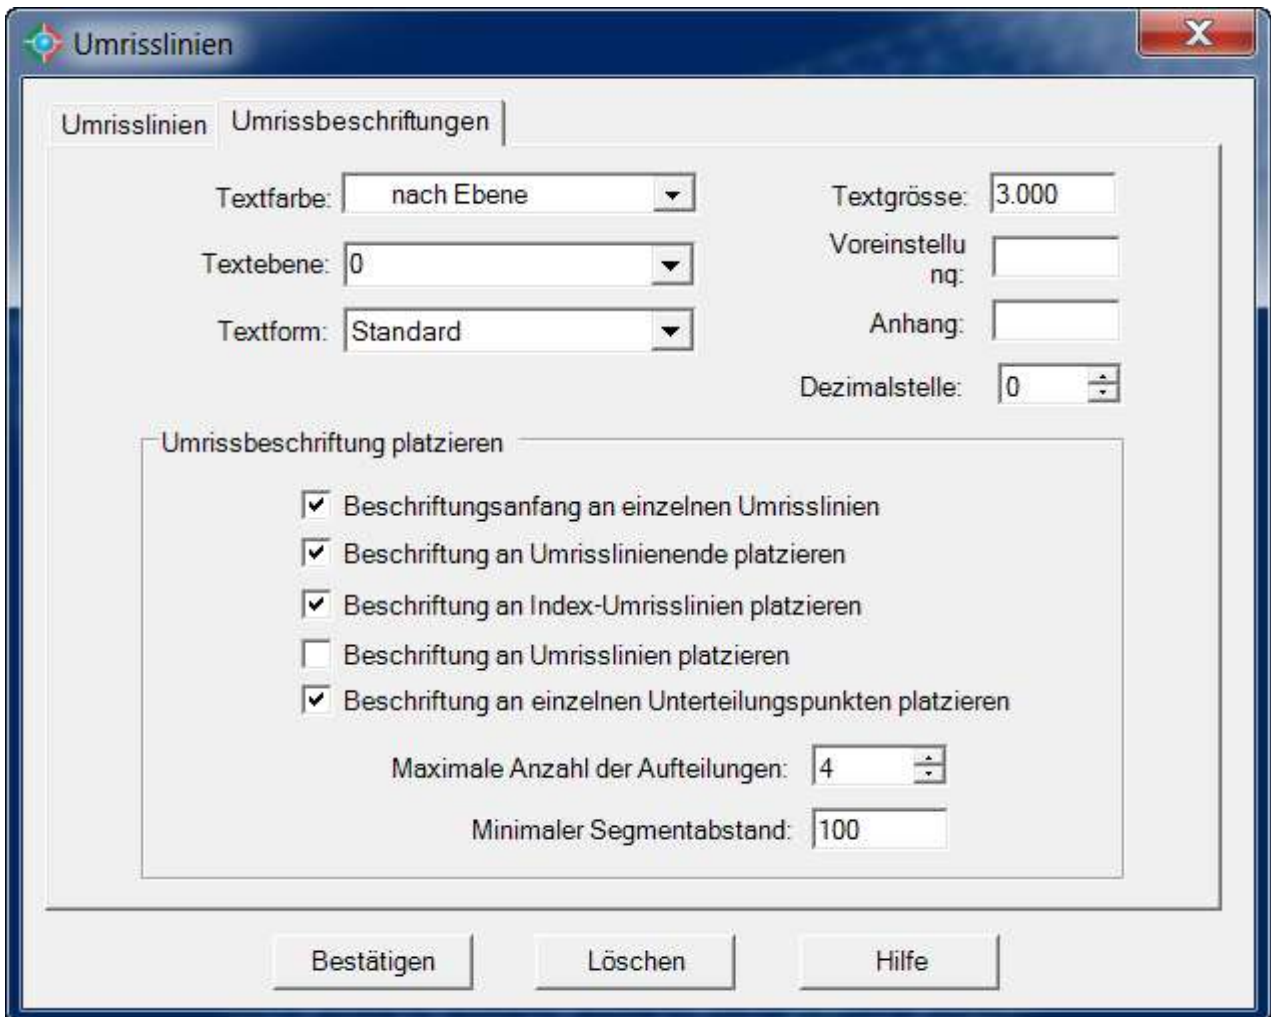 Umrisslinien
X
Umrisslinien Umrissbeschriftungen
Textfarbe: nach Ebene Textgrösse: 3.000
Textebene: 0 Voreinstellu
ng:
Textform: Standard Anhang:
Dezimalstelle: 0
Umrissbeschriftung platzieren
Beschriftungsanfang an einzelnen Umrisslinien
Beschriftung an Umrisslinienende platzieren
Beschriftung an Index-Umrisslinien platzieren
Beschriftung an Umrisslinien platzieren
Beschriftung an einzelnen Unterteilungspunkten platzieren
Maximale Anzahl der Aufteilungen: 4
Minimaler Segmentabstand: 100
Bestätigen Löschen Hilfe